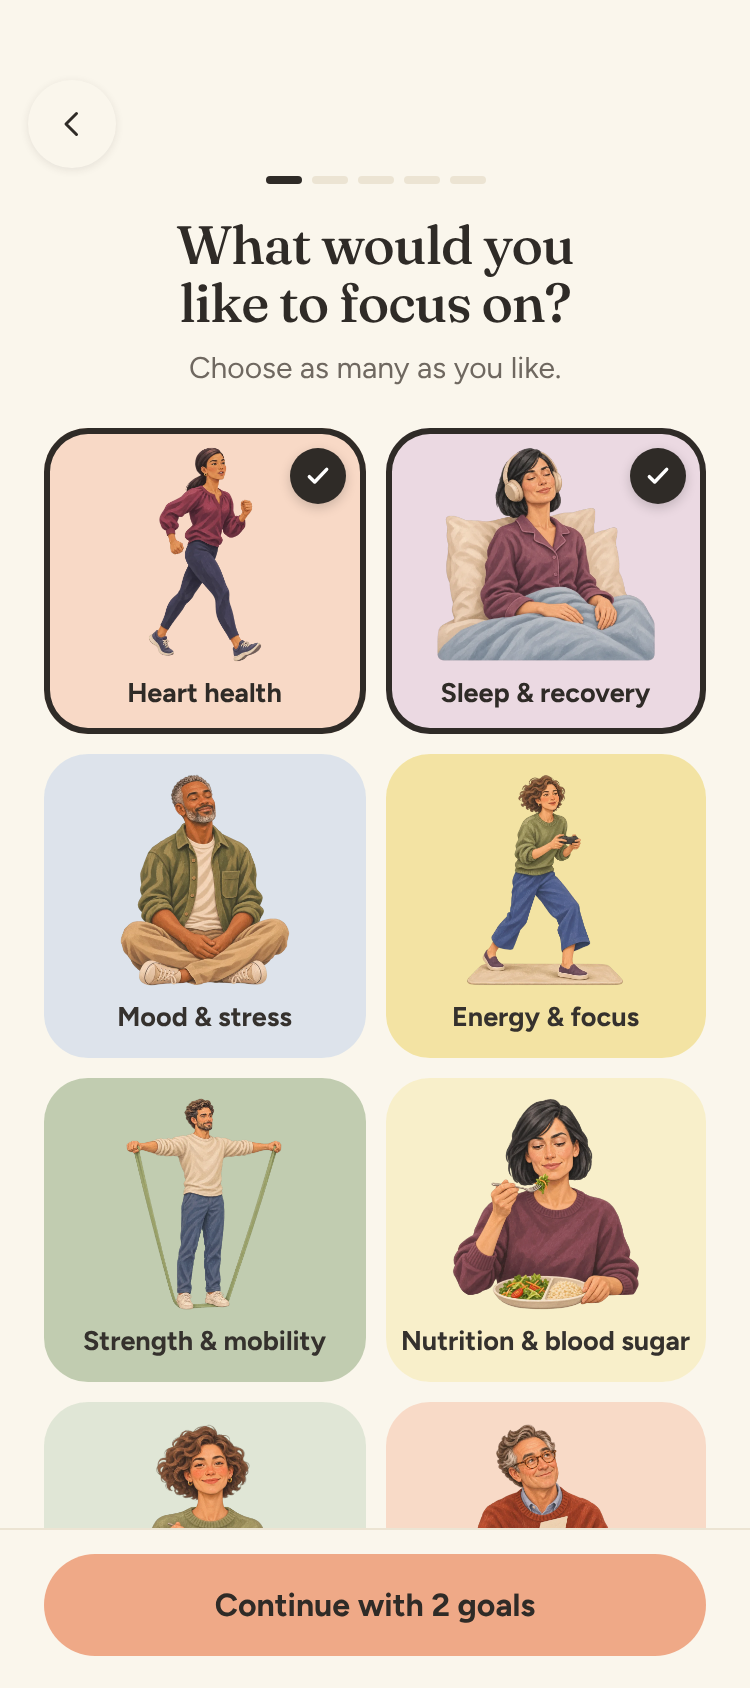 What would you
like to focus on?
Choose as many as you like.
Heart health
Sleep & recovery
Mood & stress
Energy & focus
Strength & mobility
Nutrition & blood sugar
Continue with 2 goals